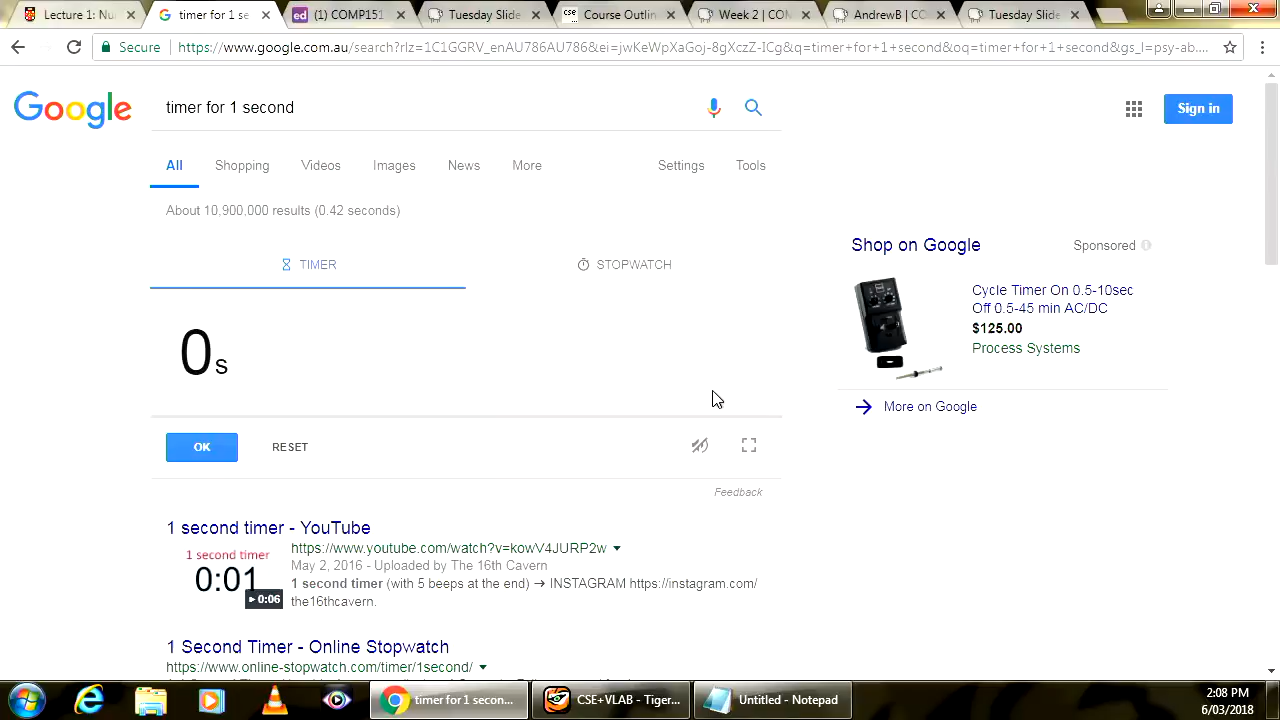 Lecture 1: Nu
timer for 1 se
(1) COMP151
Tuesday Slide
Course Outlin
Week 2 | CON
AndrewB | CC
Tuesday Slide
Secure
https://www.google.com.au/search?rlz=1C1GGRV_enAU786AU786&ei=jwKeWpXaGoj-8gXczZ-ICg&q=timer+for+1+second&oq=timer+for+1+second&gs_l=psy-ab....
Google
timer for 1 second
Sign in
All
Shopping
Videos
Images
News
More
Settings
Tools
About 10,900,000 results (0.42 seconds)
TIMER
STOPWATCH
0s
OK
RESET
Feedback
Shop on Google
Sponsored
Cycle Timer On 0.5-10sec
Off 0.5-45 min AC/DC
$125.00
Process Systems
More on Google
1 second timer - YouTube
1 second timer
0:01
0:06
https://www.youtube.com/watch?v=kowV4JURP2w
May 2, 2016 - Uploaded by The 16th Cavern
1 second timer (with 5 beeps at the end) → INSTAGRAM https://instagram.com/
the16thcavern.
1 Second Timer - Online Stopwatch
https://www.online-stopwatch.com/timer/1second/
timer for 1 secon...
CSE+VLAB - Tiger...
Untitled - Notepad
2:08 PM
6/03/2018